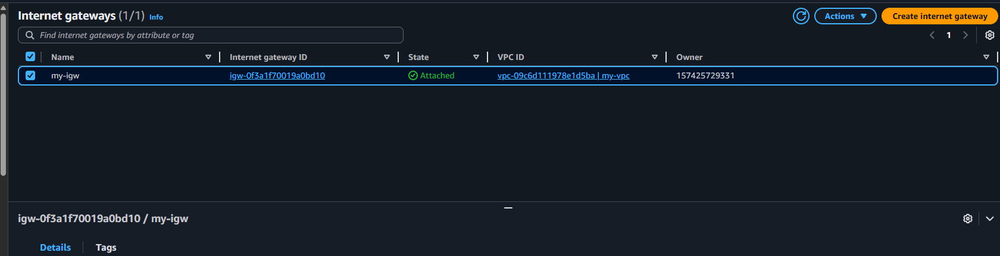 Internet gateways (1/1) Info
Actions
Create internet gateway
Find internet gateways by attribute or tag
1
Name Internet gateway ID State VPC ID Owner
my-igw igw-0f3a1f70019a0bd10 Attached vpc-09c6d111978e1d5ba | my-vpc 157425729331
igw-0f3a1f70019a0bd10 / my-igw
Details Tags